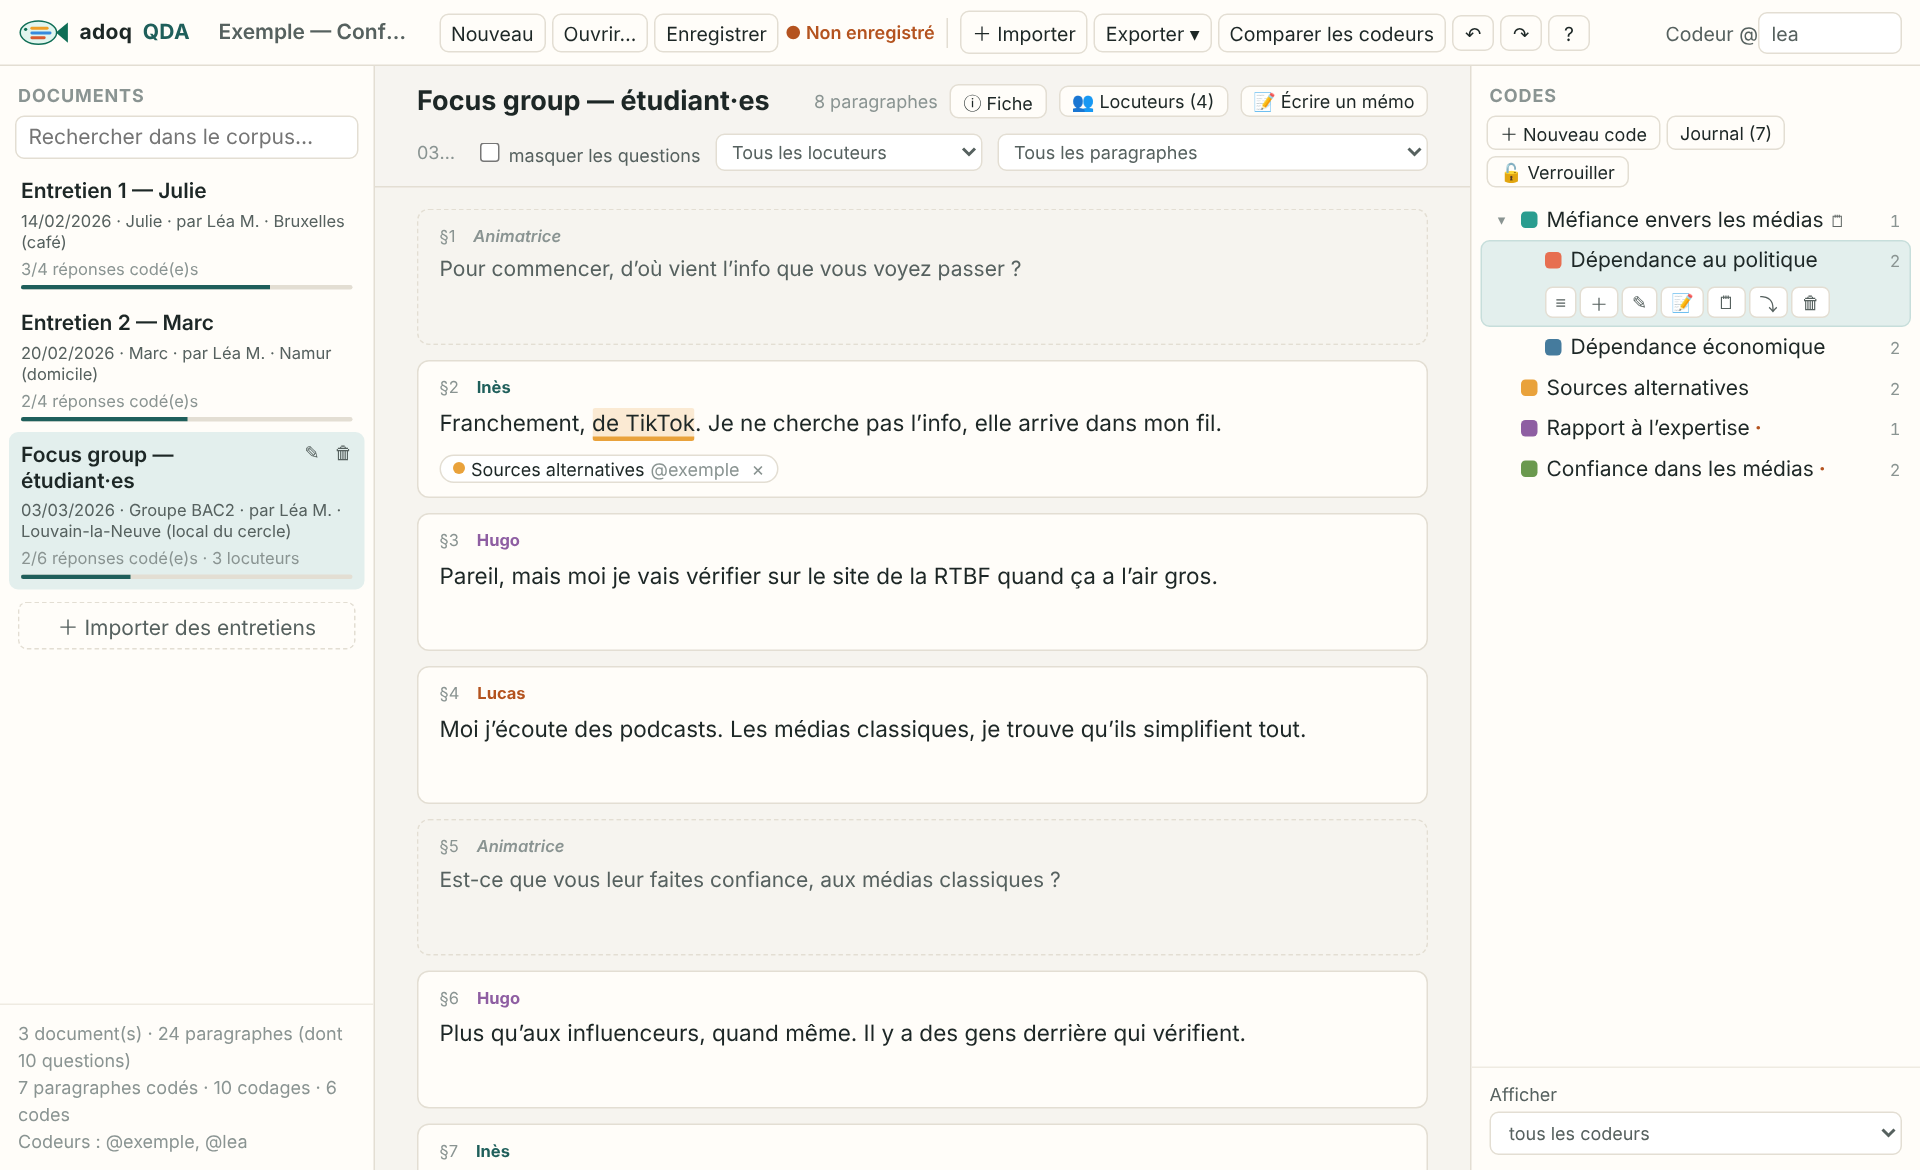 adoq QDA
Exemple — Conf...
Nouveau
Ouvrir...
Enregistrer
Non enregistré
+ Importer
Exporter ▾
Comparer les codeurs
↶
↷
?
Codeur @
lea
DOCUMENTS
Rechercher dans le corpus...
Entretien 1 — Julie
14/02/2026 · Julie · par Léa M. · Bruxelles
(café)
3/4 réponses codé(e)s
Entretien 2 — Marc
20/02/2026 · Marc · par Léa M. · Namur
(domicile)
2/4 réponses codé(e)s
Focus group —
étudiant·es
03/03/2026 · Groupe BAC2 · par Léa M. ·
Louvain-la-Neuve (local du cercle)
2/6 réponses codé(e)s · 3 locuteurs
+ Importer des entretiens
3 document(s) · 24 paragraphes (dont
10 questions)
7 paragraphes codés · 10 codages · 6
codes
Codeurs : @exemple, @lea
Focus group — étudiant·es
8 paragraphes
ⓘ Fiche
👥 Locuteurs (4)
📝 Écrire un mémo
03...
masquer les questions
Tous les locuteurs
Tous les paragraphes
§1 Animatrice
Pour commencer, d’où vient l’info que vous voyez passer ?
§2 Inès
Franchement, de TikTok. Je ne cherche pas l’info, elle arrive dans mon fil.
Sources alternatives @exemple ×
§3 Hugo
Pareil, mais moi je vais vérifier sur le site de la RTBF quand ça a l’air gros.
§4 Lucas
Moi j’écoute des podcasts. Les médias classiques, je trouve qu’ils simplifient tout.
§5 Animatrice
Est-ce que vous leur faites confiance, aux médias classiques ?
§6 Hugo
Plus qu’aux influenceurs, quand même. Il y a des gens derrière qui vérifient.
§7 Inès
CODES
+ Nouveau code
Journal (7)
🔓 Verrouiller
▾ Méfiance envers les médias 1
Dépendance au politique 2
Dépendance économique 2
Sources alternatives 2
Rapport à l’expertise • 1
Confiance dans les médias • 2
Afficher
tous les codeurs